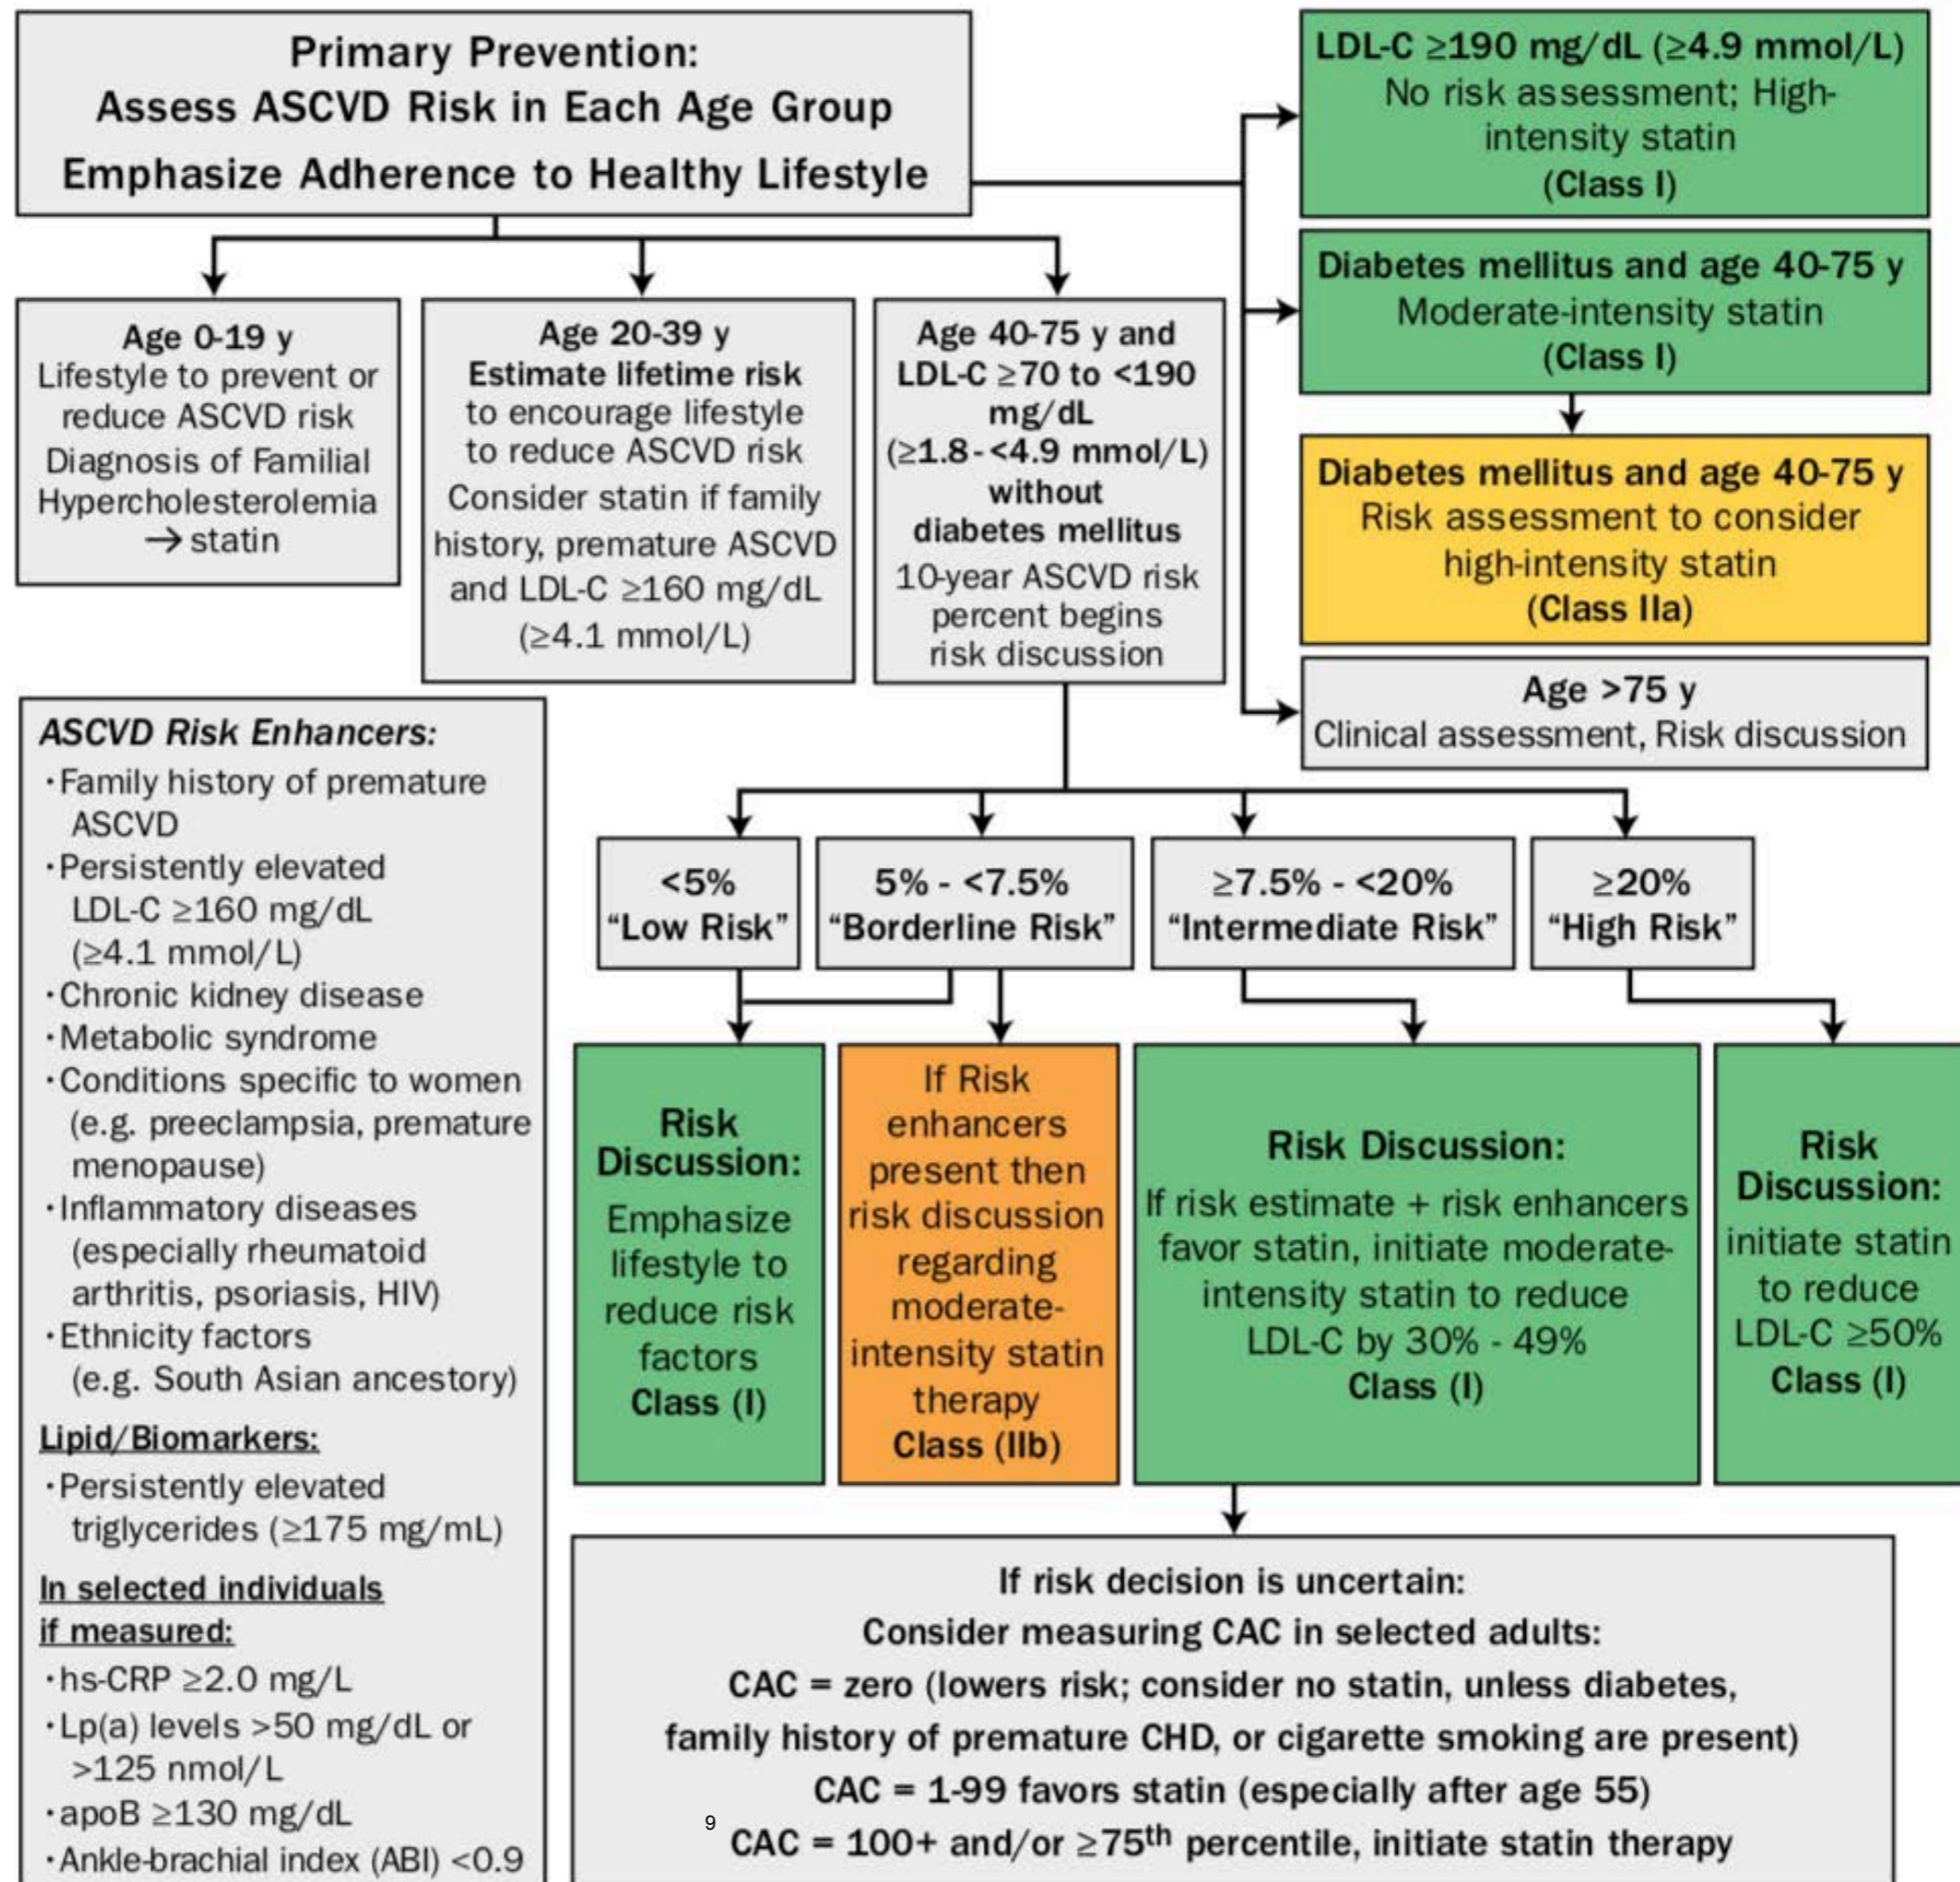 Primary Prevention:
Assess ASCVD Risk in Each Age Group
Emphasize Adherence to Healthy Lifestyle
LDL-C ≥190 mg/dL (≥4.9 mmol/L)
No risk assessment; High-
intensity statin
(Class I)
Diabetes mellitus and age 40-75 y
Moderate-intensity statin
(Class I)
Diabetes mellitus and age 40-75 y
Risk assessment to consider
high-intensity statin
(Class IIa)
Age >75 y
Clinical assessment, Risk discussion
Age 0-19 y
Lifestyle to prevent or
reduce ASCVD risk
Diagnosis of Familial
Hypercholesterolemia
→ statin
Age 20-39 y
Estimate lifetime risk
to encourage lifestyle
to reduce ASCVD risk
Consider statin if family
history, premature ASCVD
and LDL-C ≥160 mg/dL
(≥4.1 mmol/L)
Age 40-75 y and
LDL-C ≥70 to <190
mg/dL
(≥1.8-<4.9 mmol/L)
without
diabetes mellitus
10-year ASCVD risk
percent begins
risk discussion
<5%
“Low Risk”
5% - <7.5%
“Borderline Risk”
≥7.5% - <20%
“Intermediate Risk”
≥20%
“High Risk”
Risk
Discussion:
Emphasize
lifestyle to
reduce risk
factors
Class (I)
If Risk
enhancers
present then
risk discussion
regarding
moderate-
intensity statin
therapy
Class (IIb)
Risk Discussion:
If risk estimate + risk enhancers
favor statin, initiate moderate-
intensity statin to reduce
LDL-C by 30% - 49%
Class (I)
Risk
Discussion:
initiate statin
to reduce
LDL-C ≥50%
Class (I)
If risk decision is uncertain:
Consider measuring CAC in selected adults:
CAC = zero (lowers risk; consider no statin, unless diabetes,
family history of premature CHD, or cigarette smoking are present)
CAC = 1-99 favors statin (especially after age 55)
CAC = 100+ and/or ≥75th percentile, initiate statin therapy
9
ASCVD Risk Enhancers:
·Family history of premature
ASCVD
·Persistently elevated
LDL-C ≥160 mg/dL
(≥4.1 mmol/L)
·Chronic kidney disease
·Metabolic syndrome
·Conditions specific to women
(e.g. preeclampsia, premature
menopause)
·Inflammatory diseases
(especially rheumatoid
arthritis, psoriasis, HIV)
·Ethnicity factors
(e.g. South Asian ancestory)
Lipid/Biomarkers:
·Persistently elevated
triglycerides (≥175 mg/mL)
In selected individuals
if measured:
·hs-CRP ≥2.0 mg/L
·Lp(a) levels >50 mg/dL or
>125 nmol/L
·apoB ≥130 mg/dL
·Ankle-brachial index (ABI) <0.9